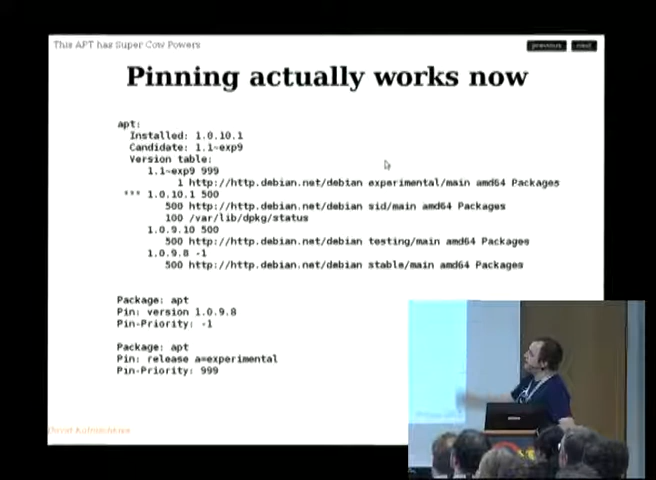 This APT has Super Cow Powers
previous next
Pinning actually works now
apt:
Installed: 1.0.10.1
Candidate: 1.1~exp9
Version table:
1.1~exp9 999
1 http://http.debian.net/debian experimental/main amd64 Packages
*** 1.0.10.1 500
500 http://http.debian.net/debian sid/main amd64 Packages
100 /var/lib/dpkg/status
1.0.9.10 500
500 http://http.debian.net/debian testing/main amd64 Packages
1.0.9.8 -1
500 http://http.debian.net/debian stable/main amd64 Packages
Package: apt
Pin: version 1.0.9.8
Pin-Priority: -1
Package: apt
Pin: release a=experimental
Pin-Priority: 999